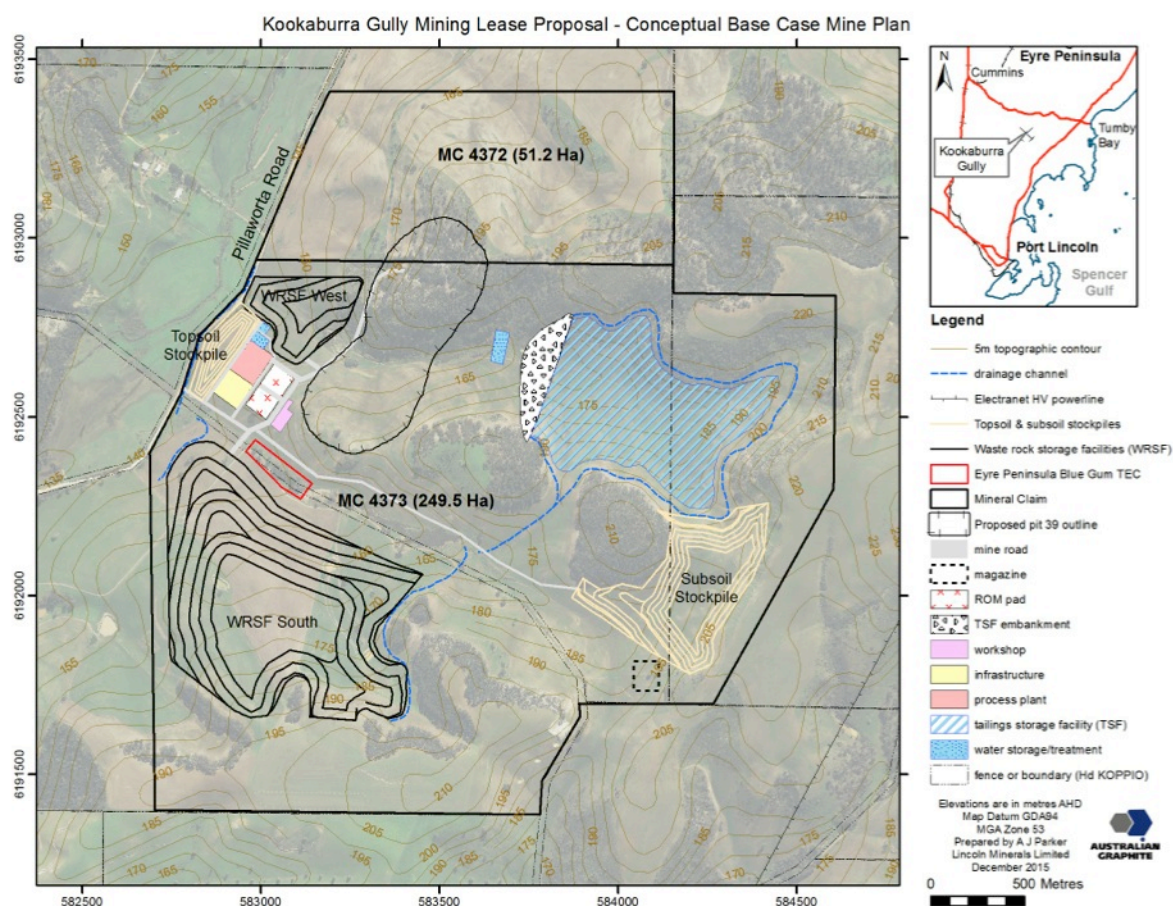 Kookaburra Gully Mining Lease Proposal - Conceptual Base Case Mine Plan
6193500
6193000
6192500
6192000
6191500
582500
583000
583500
584000
584500
Pillaworta Road
MC 4372 (51.2 Ha)
WRSF West
Topsoil
Stockpile
MC 4373 (249.5 Ha)
WRSF South
Subsoil
Stockpile
N
Eyre Peninsula
Cummins
Tumby
Bay
Kookaburra
Gully
Port Lincoln
Spencer
Gulf
Legend
5m topographic contour
drainage channel
Electranet HV powerline
Topsoil & subsoil stockpiles
Waste rock storage facilities (WRSF)
Eyre Peninsula Blue Gum TEC
Mineral Claim
Proposed pit 39 outline
mine road
magazine
ROM pad
TSF embankment
workshop
infrastructure
process plant
tailings storage facility (TSF)
water storage/treatment
fence or boundary (Hd KOPPIO)
Elevations are in metres AHD
Map Datum GDA94
MGA Zone 53
Prepared by A J Parker
Lincoln Minerals Limited
December 2015
AUSTRALIAN
GRAPHITE
0 500 Metres